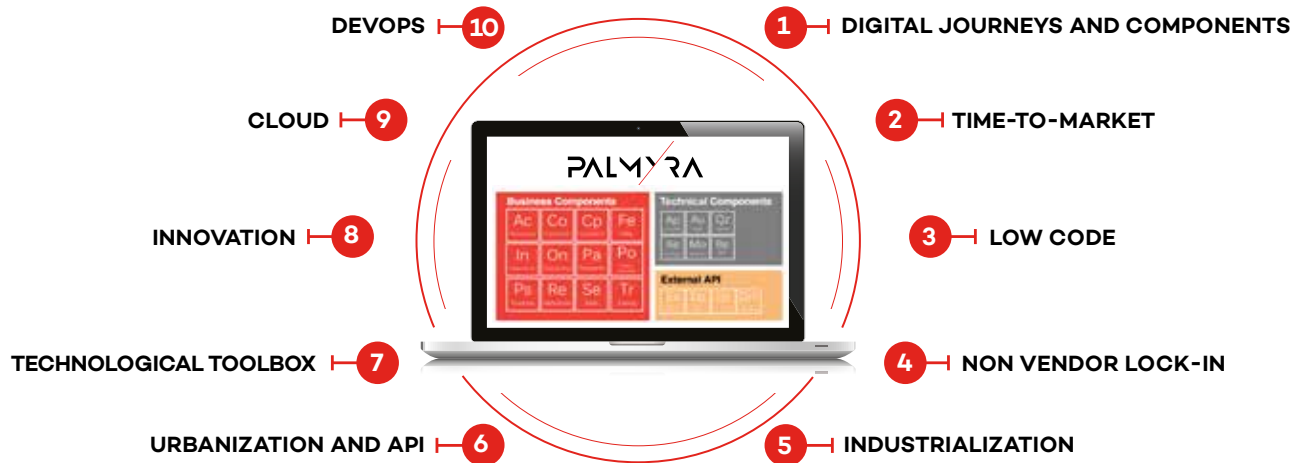 10
DEVOPS
1
DIGITAL JOURNEYS AND COMPONENTS
9
CLOUD
2
TIME-TO-MARKET
PALMYRA
Business Components
Technical Components
Ac Co Cp Fe
In On Pa Po
Ps Re Se Tr
External API
8
INNOVATION
3
LOW CODE
7
TECHNOLOGICAL TOOLBOX
4
NON VENDOR LOCK-IN
6
URBANIZATION AND API
5
INDUSTRIALIZATION